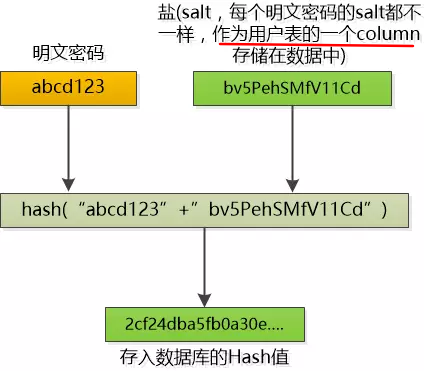 盐(salt，每个明文密码的salt都不
一样，作为用户表的一个column
存储在数据中)
明文密码
abcd123
bv5PehSMfV11Cd
hash(“abcd123”+”bv5PehSMfV11Cd”)
2cf24dba5fb0a30e....
存入数据库的Hash值